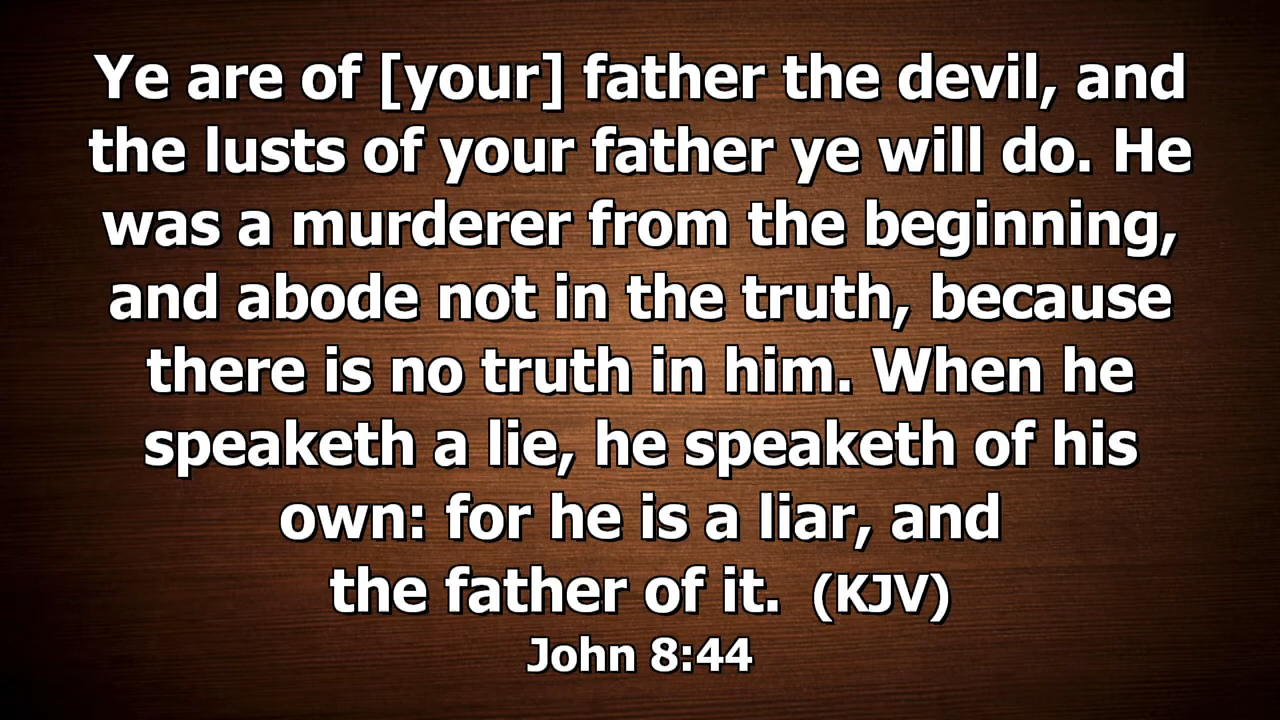 Ye are of [your] father the devil, and
the lusts of your father ye will do. He
was a murderer from the beginning,
and abode not in the truth, because
there is no truth in him. When he
speaketh a lie, he speaketh of his
own: for he is a liar, and
the father of it. (KJV)
John 8:44